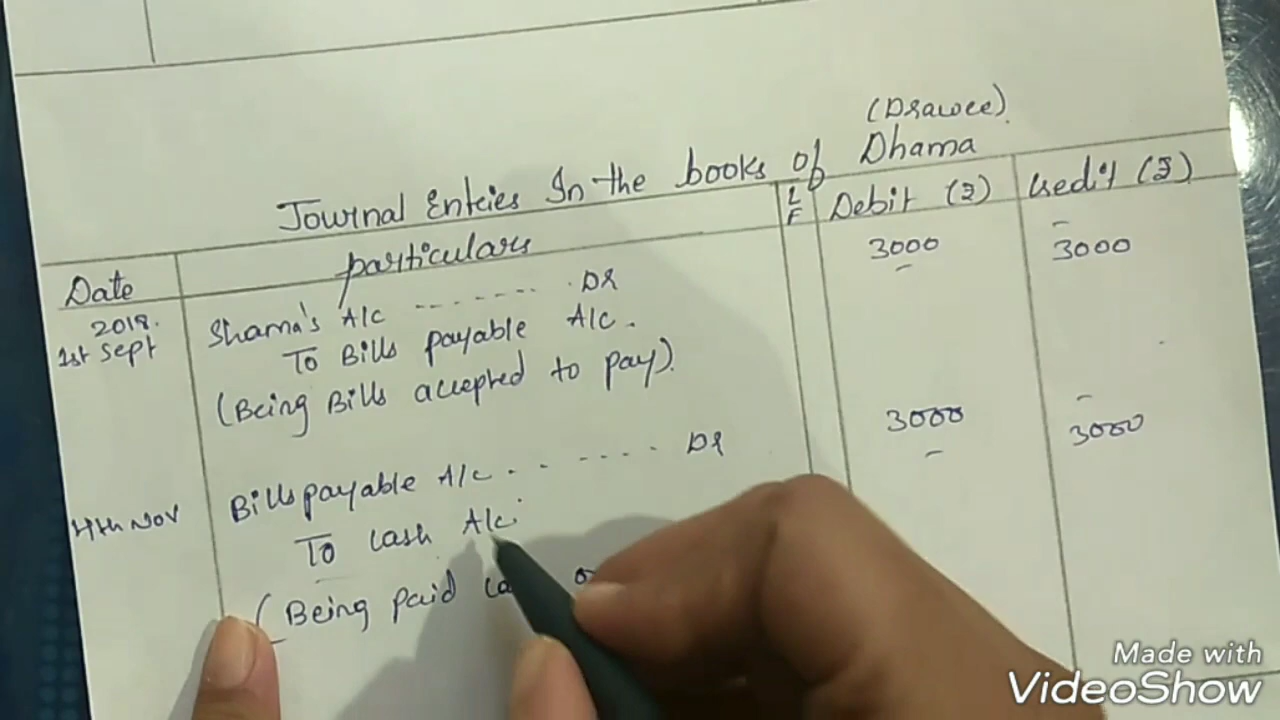 (Drawee).
Journal Entries In the books of Dhama
Date particulars L F Debit (₹) Credit (₹)
2018. Shama's A/c ........ DR 3000 3000
1st Sept To Bills payable A/c.
(Being Bills accepted to pay).
4th Nov Bills payable A/c ........ DR 3000 3000
To cash A/c.
(Being paid
Made with
VideoShow